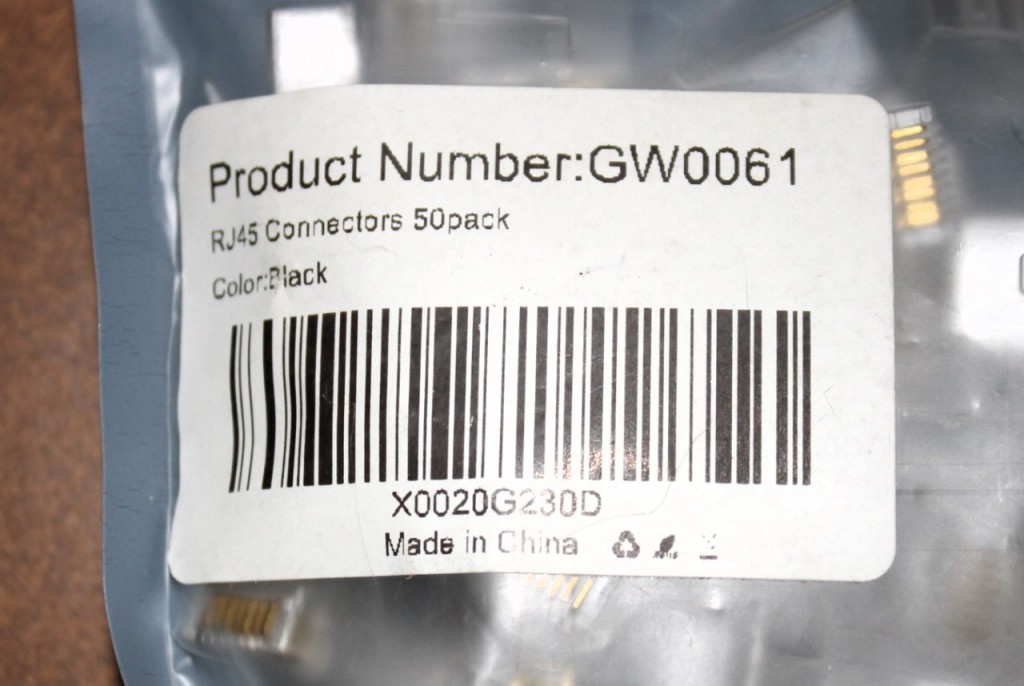 Product Number:GW0061
RJ45 Connectors 50pack
Color:Black
X0020G230D
Made in China